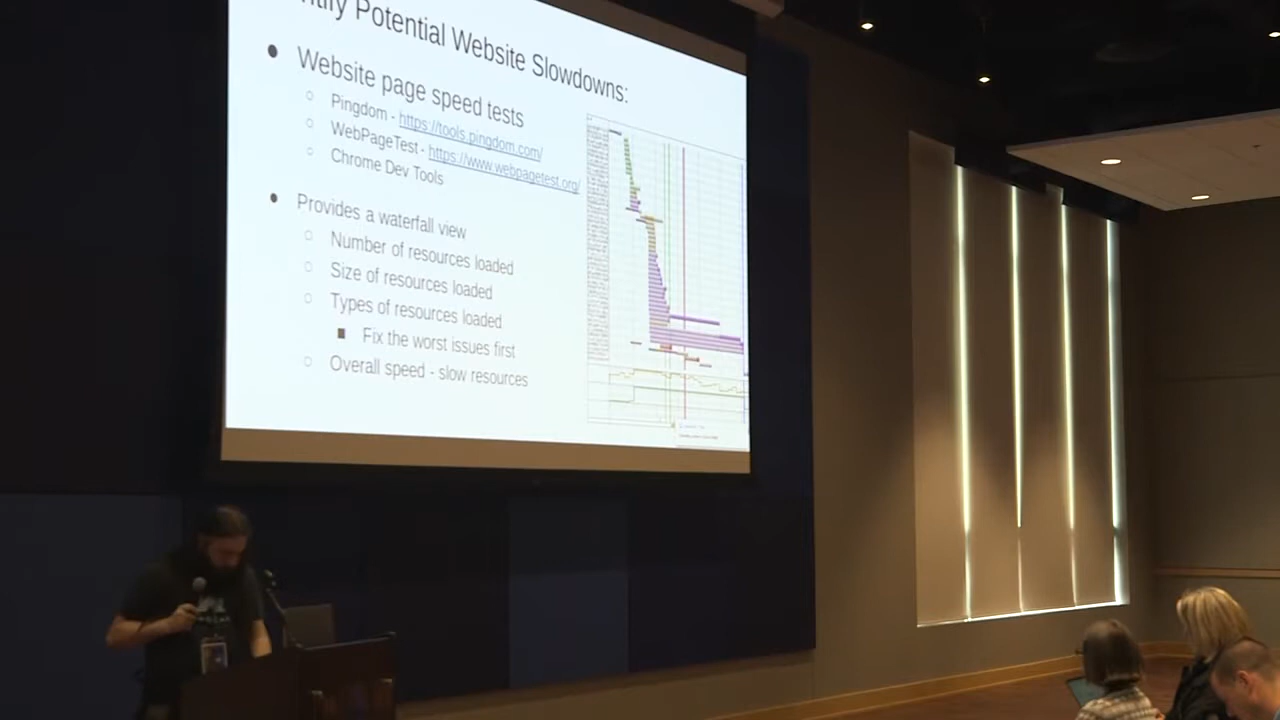 ntify Potential Website Slowdowns:
● Website page speed tests
○ Pingdom - https://tools.pingdom.com/
○ WebPageTest - https://www.webpagetest.org/
○ Chrome Dev Tools
● Provides a waterfall view
○ Number of resources loaded
○ Size of resources loaded
○ Types of resources loaded
■ Fix the worst issues first
○ Overall speed - slow resources